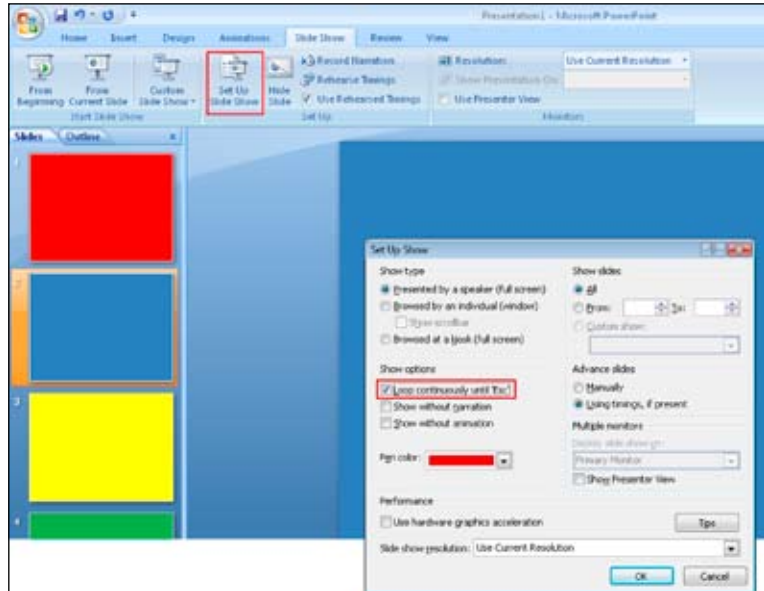 Presentation1 - Microsoft PowerPoint
Home Insert Design Animations Slide Show Review View
From Beginning
From Current Slide
Custom Slide Show
Start Slide Show
Set Up Slide Show
Hide Slide
Record Narration
Rehearse Timings
Use Rehearsed Timings
Set Up
Resolution: Use Current Resolution
Show Presentation On:
Use Presenter View
Monitors
Slides Outline x
1
2
3
4
Set Up Show
Show type
Presented by a speaker (full screen)
Browsed by an individual (window)
Show scrollbar
Browsed at a kiosk (full screen)
Show slides
All
From: To:
Custom show:
Show options
Loop continuously until 'Esc'
Show without narration
Show without animation
Pen color:
Advance slides
Manually
Using timings, if present
Multiple monitors
Display slide show on:
Primary Monitor
Show Presenter View
Performance
Use hardware graphics acceleration
Tips
Slide show resolution: Use Current Resolution
OK Cancel